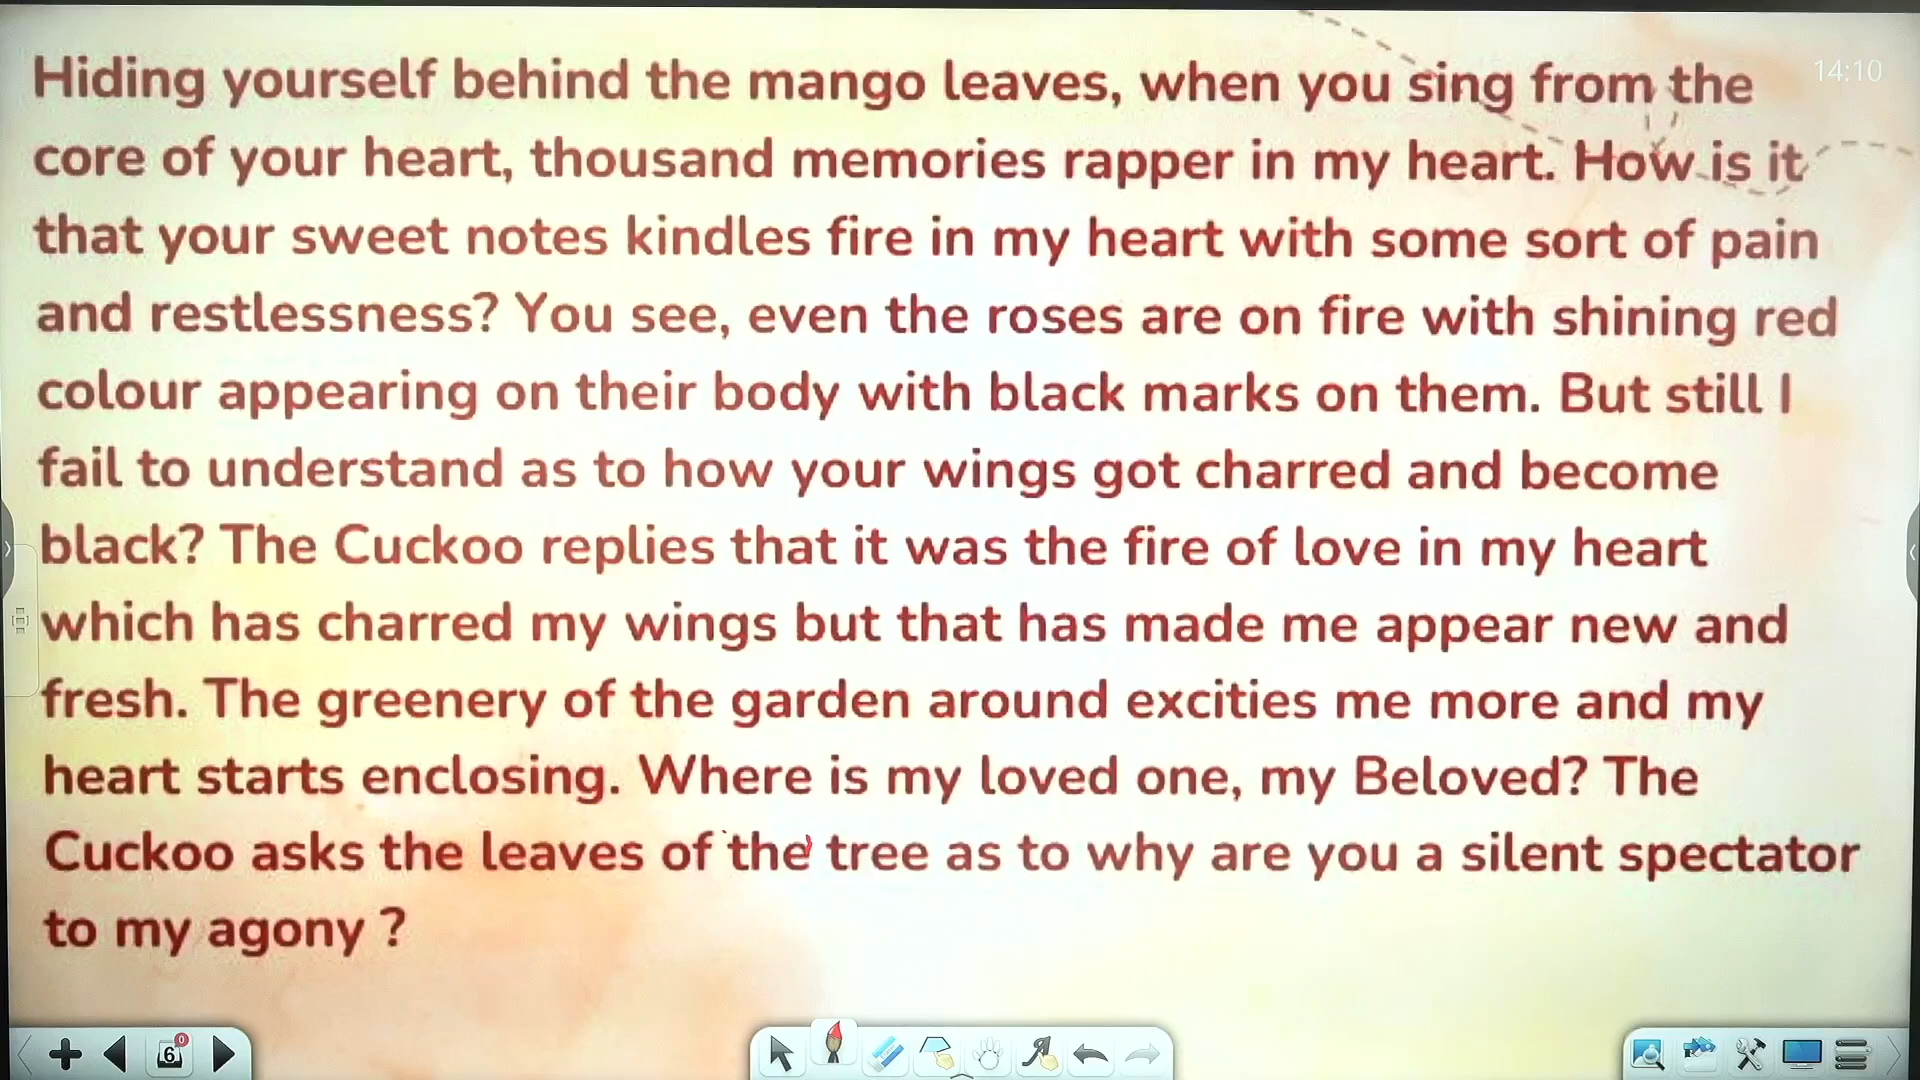 Hiding yourself behind the mango leaves, when you sing from the
14:10
core of your heart, thousand memories rapper in my heart. How is it
that your sweet notes kindles fire in my heart with some sort of pain
and restlessness? You see, even the roses are on fire with shining red
colour appearing on their body with black marks on them. But still I
fail to understand as to how your wings got charred and become
black? The Cuckoo replies that it was the fire of love in my heart
which has charred my wings but that has made me appear new and
fresh. The greenery of the garden around excities me more and my
heart starts enclosing. Where is my loved one, my Beloved? The
Cuckoo asks the leaves of the tree as to why are you a silent spectator
to my agony ?
6
0